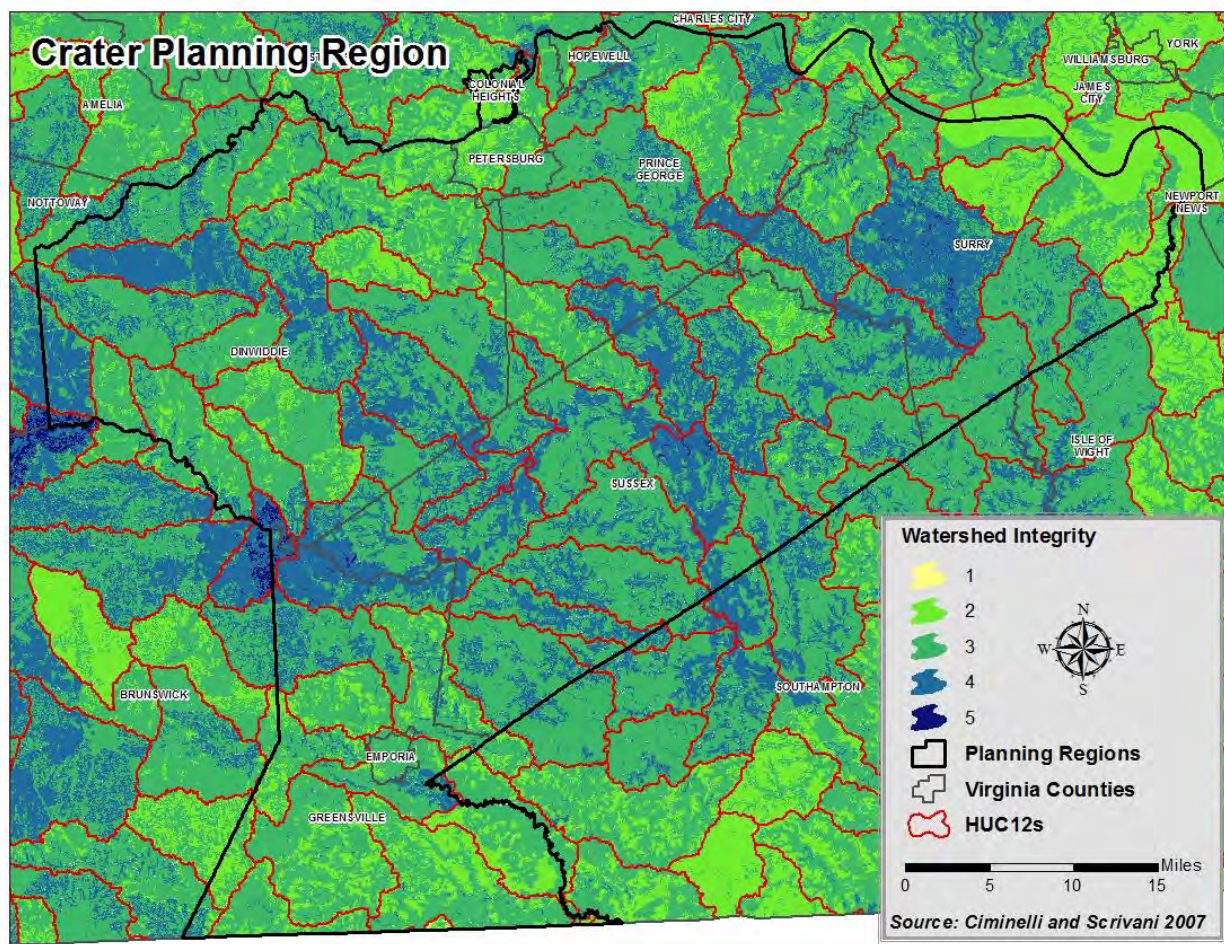 Crater Planning Region
CHARLES CITY
HOPEWELL
YORK
WILLIAMSBURG
JAMES
CITY
COLONIAL
HEIGHTS
AMELIA
PETERSBURG
PRINCE
GEORGE
NOTTOWAY
NEWPORT
NEWS
SURRY
DINWIDDIE
ISLE OF
WIGHT
SUSSEX
BRUNSWICK
SOUTHAMPTON
EMPORIA
GREENSVILLE
Watershed Integrity
1
2
3
4
5
N
W E
S
Planning Regions
Virginia Counties
HUC12s
Miles
0 5 10 15
Source: Ciminelli and Scrivani 2007